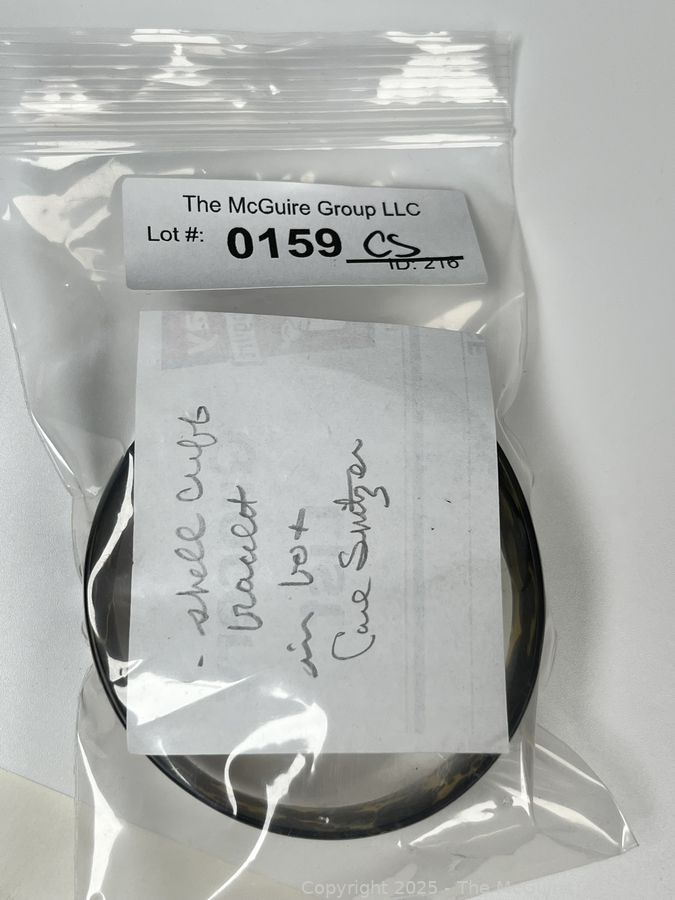 The McGuire Group LLC
Lot #: 0159 CS
ID: 216
- shell cuff
bracelet
in box
Carl Spitzer
Copyright 2025 - The McGuire